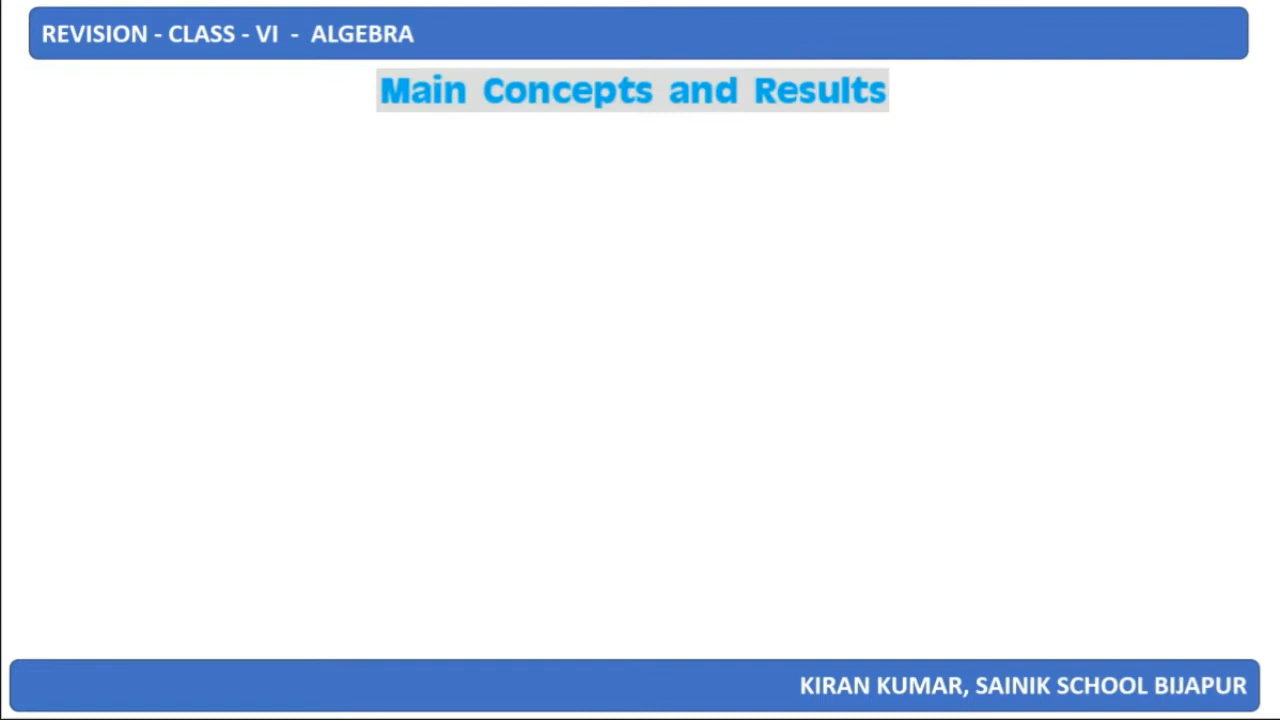 REVISION - CLASS - VI - ALGEBRA
Main Concepts and Results
KIRAN KUMAR, SAINIK SCHOOL BIJAPUR